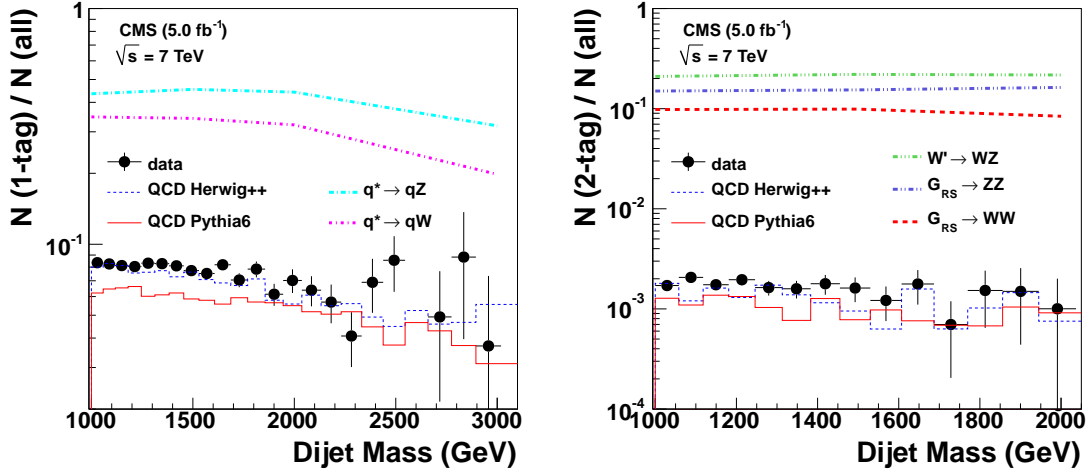 N (1-tag) / N (all)
1
10⁻¹
CMS (5.0 fb⁻¹)
√s = 7 TeV
data
QCD Herwig++
QCD Pythia6
q* → qZ
q* → qW
1000 1500 2000 2500 3000
Dijet Mass (GeV)
N (2-tag) / N (all)
1
10⁻¹
10⁻²
10⁻³
10⁻⁴
CMS (5.0 fb⁻¹)
√s = 7 TeV
data
QCD Herwig++
QCD Pythia6
W' → WZ
G_RS → ZZ
G_RS → WW
1000 1200 1400 1600 1800 2000
Dijet Mass (GeV)